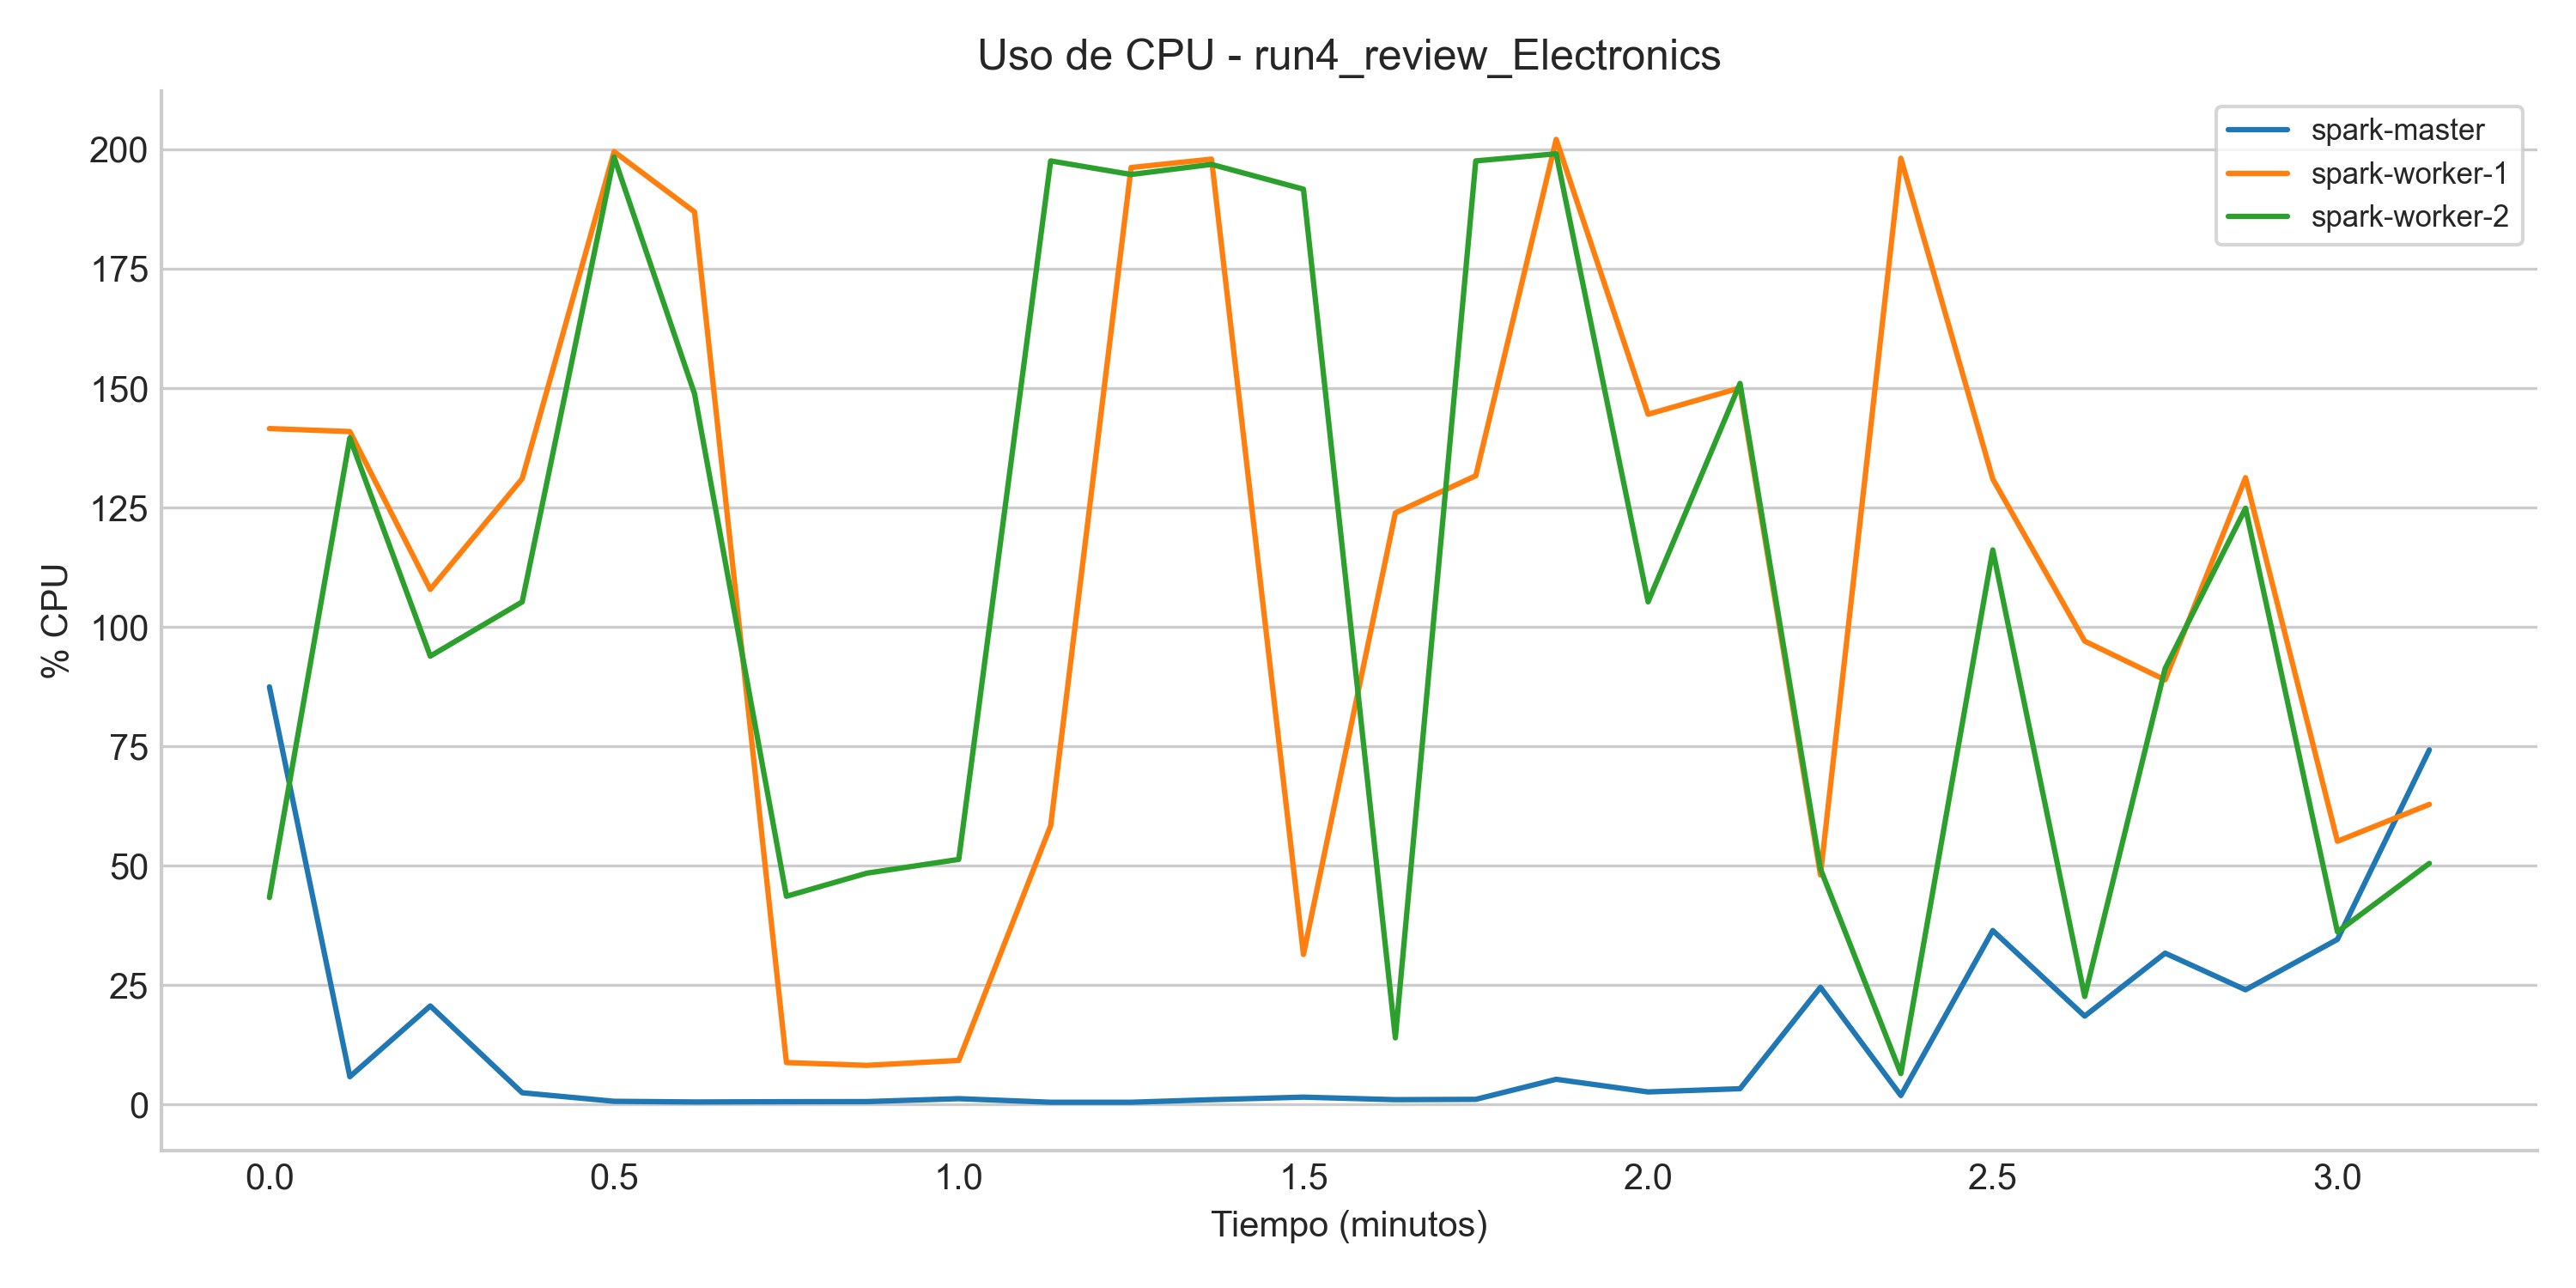 Uso de CPU - run4_review_Electronics
spark-master
spark-worker-1
spark-worker-2
200
175
150
125
100
75
50
25
0
% CPU
0.0 0.5 1.0 1.5 2.0 2.5 3.0
Tiempo (minutos)